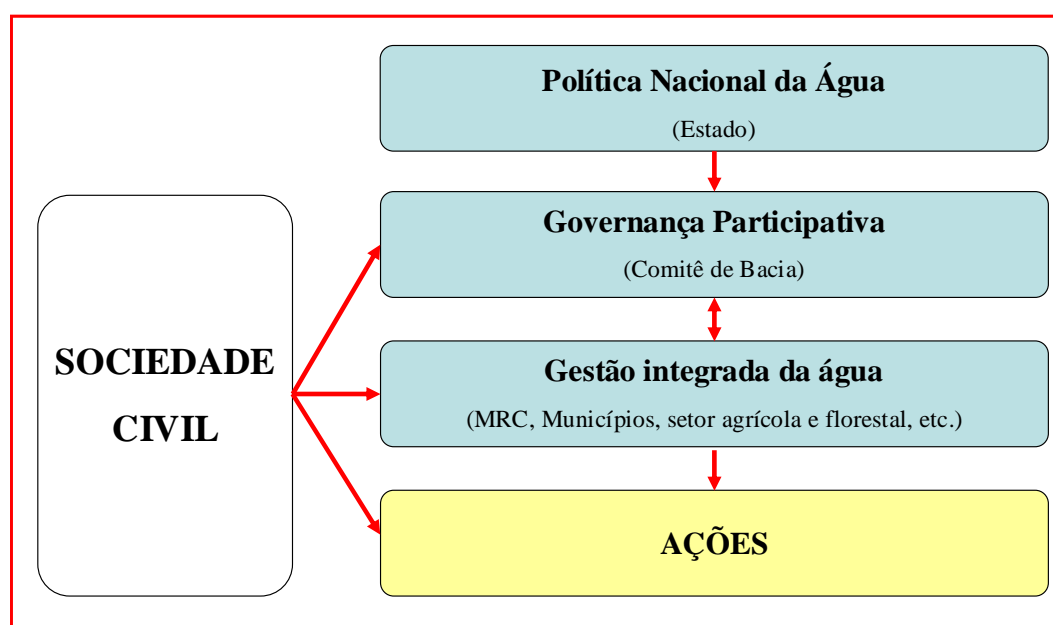 Política Nacional da Água
(Estado)
Governança Participativa
(Comitê de Bacia)
SOCIEDADE
CIVIL
Gestão integrada da água
(MRC, Municípios, setor agrícola e florestal, etc.)
AÇÕES